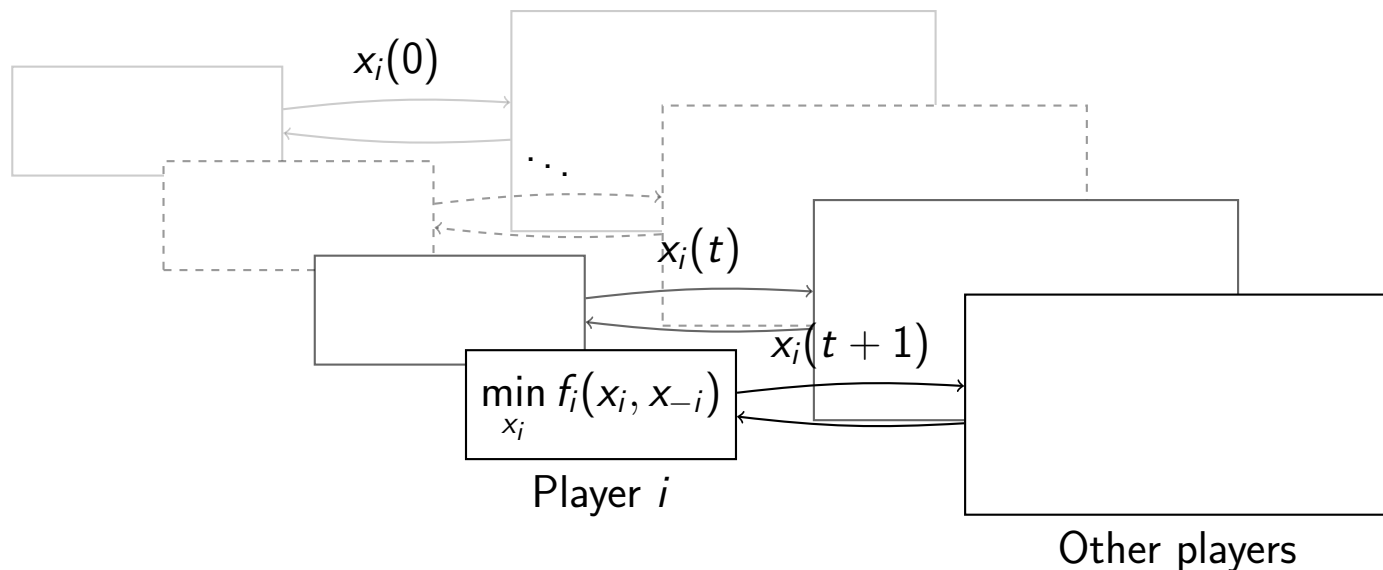 x_i(0)
⋱
x_i(t)
x_i(t + 1)
min_{x_i} f_i(x_i, x_{−i})
Player i
Other players